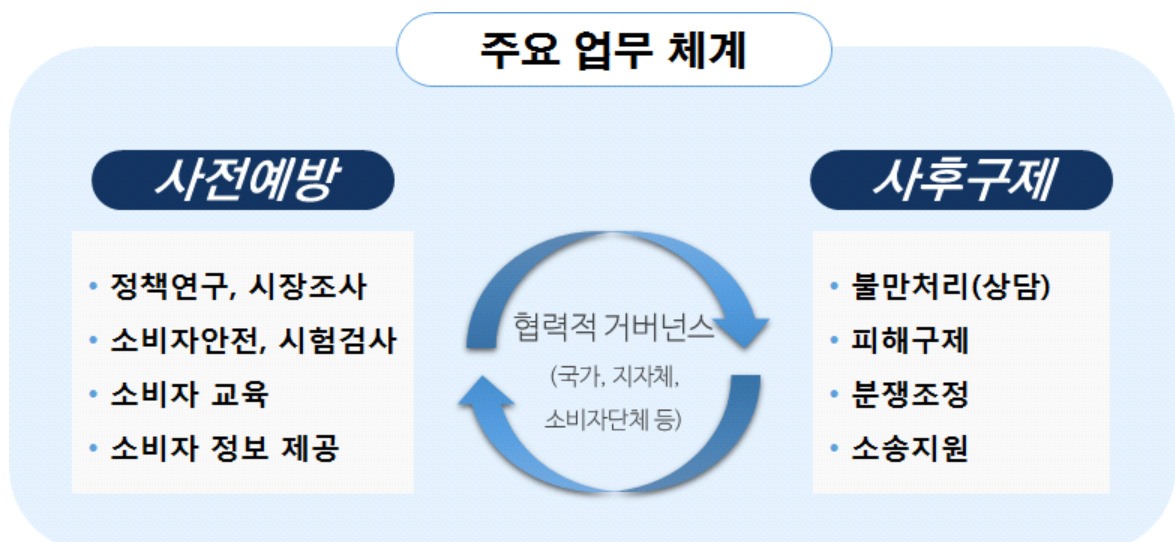 주요 업무 체계
사전예방
• 정책연구, 시장조사
• 소비자안전, 시험검사
• 소비자 교육
• 소비자 정보 제공
협력적 거버넌스
(국가, 지자체,
소비자단체 등)
사후구제
• 불만처리(상담)
• 피해구제
• 분쟁조정
• 소송지원